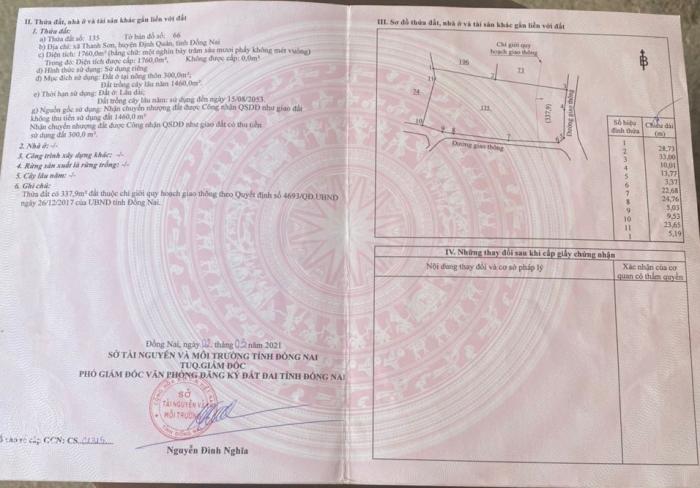 II. Thửa đất, nhà ở và tài sản khác gắn liền với đất
1. Thửa đất:
a) Thửa đất số: 135 Tờ bản đồ số: 66
b) Địa chỉ: xã Thanh Sơn, huyện Định Quán, tỉnh Đồng Nai
c) Diện tích: 1760,0m² (bằng chữ: một nghìn bảy trăm sáu mươi phẩy không mét vuông)
Trong đó: Diện tích được cấp: 1760,0m². Không được cấp: 0,0m²
d) Hình thức sử dụng: Sử dụng riêng
đ) Mục đích sử dụng: Đất ở tại nông thôn 300,0m²;
Đất trồng cây lâu năm 1460,0m².
e) Thời hạn sử dụng: Đất ở: Lâu dài;
Đất trồng cây lâu năm: sử dụng đến ngày 15/08/2053.
g) Nguồn gốc sử dụng: Nhận chuyển nhượng đất được Công nhận QSDĐ như giao đất
không thu tiền sử dụng đất 1460,0 m²
Nhận chuyển nhượng đất được Công nhận QSDĐ như giao đất có thu tiền
sử dụng đất 300,0 m².
2. Nhà ở: -/-
3. Công trình xây dựng khác: -/-
4. Rừng sản xuất là rừng trồng: -/-
5. Cây lâu năm: -/-
6. Ghi chú:
Thửa đất có 337,9m² đất thuộc chỉ giới quy hoạch giao thông theo Quyết định số 4693/QĐ.UBND
ngày 26/12/2017 của UBND tỉnh Đồng Nai.
Đồng Nai, ngày 02 tháng năm 2021
SỞ TÀI NGUYÊN VÀ MÔI TRƯỜNG TỈNH ĐỒNG NAI
TUQ.GIÁM ĐỐC
PHÓ GIÁM ĐỐC VĂN PHÒNG ĐĂNG KÝ ĐẤT ĐAI TỈNH ĐỒNG NAI
SỞ
TÀI NGUYÊN VÀ
MÔI TRƯỜNG
Nguyễn Đình Nghĩa
cấp GCN: CS
III. Sơ đồ thửa đất, nhà ở và tài sản khác gắn liền với đất
Chỉ giới quy
hoạch giao thông
B
(337,9)
Đường giao thông
Đường giao thông
Số hiệu đỉnh thửa Chiều dài (m)
1
2 28,73
3 33,00
4 10,01
5 13,77
6 3,37
7 22,68
8 24,76
9 5,03
10 9,53
11 23,65
1 5,19
IV. Những thay đổi sau khi cấp giấy chứng nhận
Nội dung thay đổi và cơ sở pháp lý
Xác nhận của cơ
quan có thẩm quyền